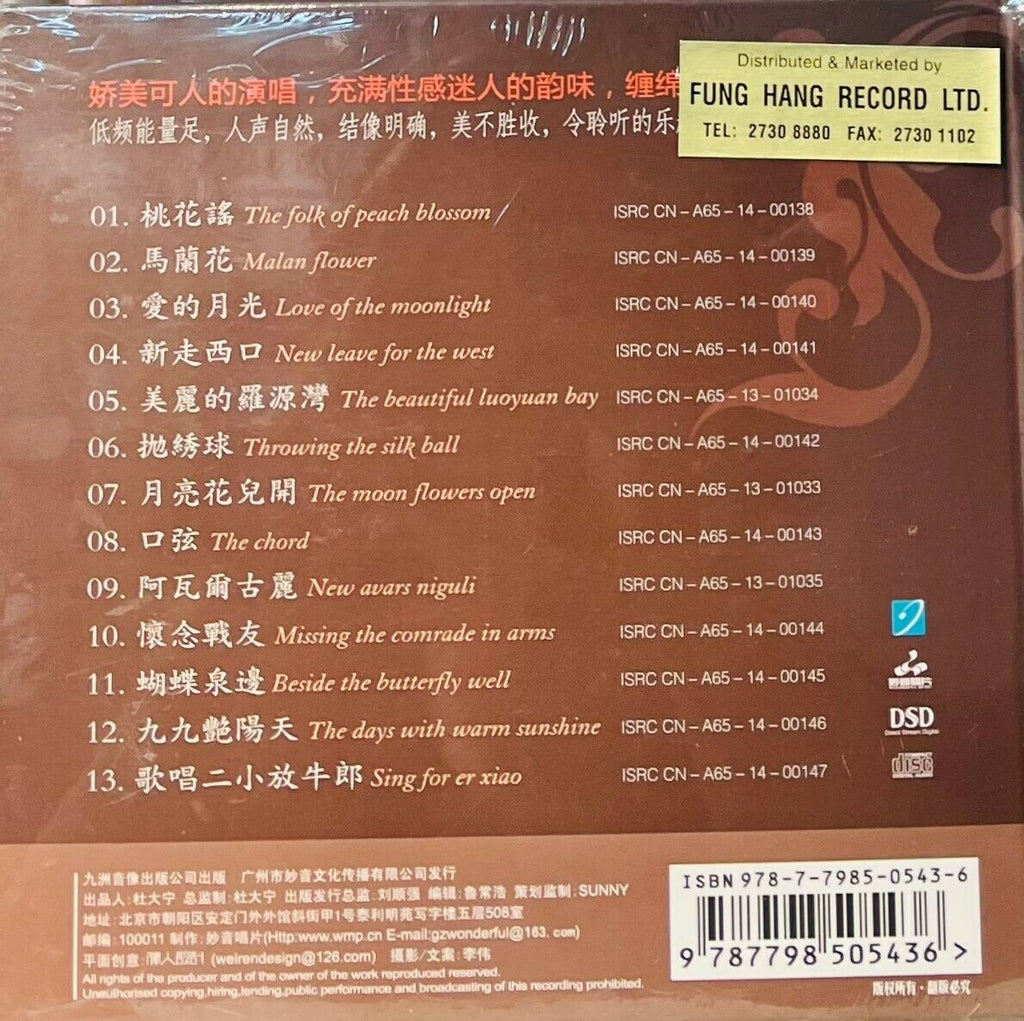 娇美可人的演唱，充满性感迷人的韵味，缠绵
低频能量足，人声自然，结像明确，美不胜收，令聆听的乐
Distributed & Marketed by
FUNG HANG RECORD LTD.
TEL: 2730 8880 FAX: 2730 1102
01. 桃花謠 The folk of peach blossom / ISRC CN-A65-14-00138
02. 馬蘭花 Malan flower ISRC CN-A65-14-00139
03. 愛的月光 Love of the moonlight ISRC CN-A65-14-00140
04. 新走西口 New leave for the west ISRC CN-A65-14-00141
05. 美麗的羅源灣 The beautiful luoyuan bay ISRC CN-A65-13-01034
06. 抛綉球 Throwing the silk ball ISRC CN-A65-14-00142
07. 月亮花兒開 The moon flowers open ISRC CN-A65-13-01033
08. 口弦 The chord ISRC CN-A65-14-00143
09. 阿瓦爾古麗 New avars niguli ISRC CN-A65-13-01035
10. 懷念戰友 Missing the comrade in arms ISRC CN-A65-14-00144
11. 蝴蝶泉邊 Beside the butterfly well ISRC CN-A65-14-00145
12. 九九艷陽天 The days with warm sunshine ISRC CN-A65-14-00146
13. 歌唱二小放牛郎 Sing for er xiao ISRC CN-A65-14-00147
妙音唱片
DSD
Direct Stream Digital
disc
DIGITAL AUDIO
九洲音像出版公司出版 广州市妙音文化传播有限公司发行
出品人:杜大宁 总监制:杜大宁 出版发行总监:刘顺强 编辑:鲁常浩 策划监制:SUNNY
地址:北京市朝阳区安定门外外馆斜街甲1号泰利明苑写字楼五层508室
邮编:100011 制作:妙音唱片(Http:www.wmp.cn E-mail:gzwonderful@163.com)
平面创意: (weirendesign@126.com) 摄影/文案:李伟
All rights of the producer and of the owner of the work reproduced reserved.
Unauthorised copying,hiring,lending,public performance and broadcasting of this recording prohibited.
ISBN 978-7-7985-0543-6
9 787798 505436 >
版权所有·翻版必究